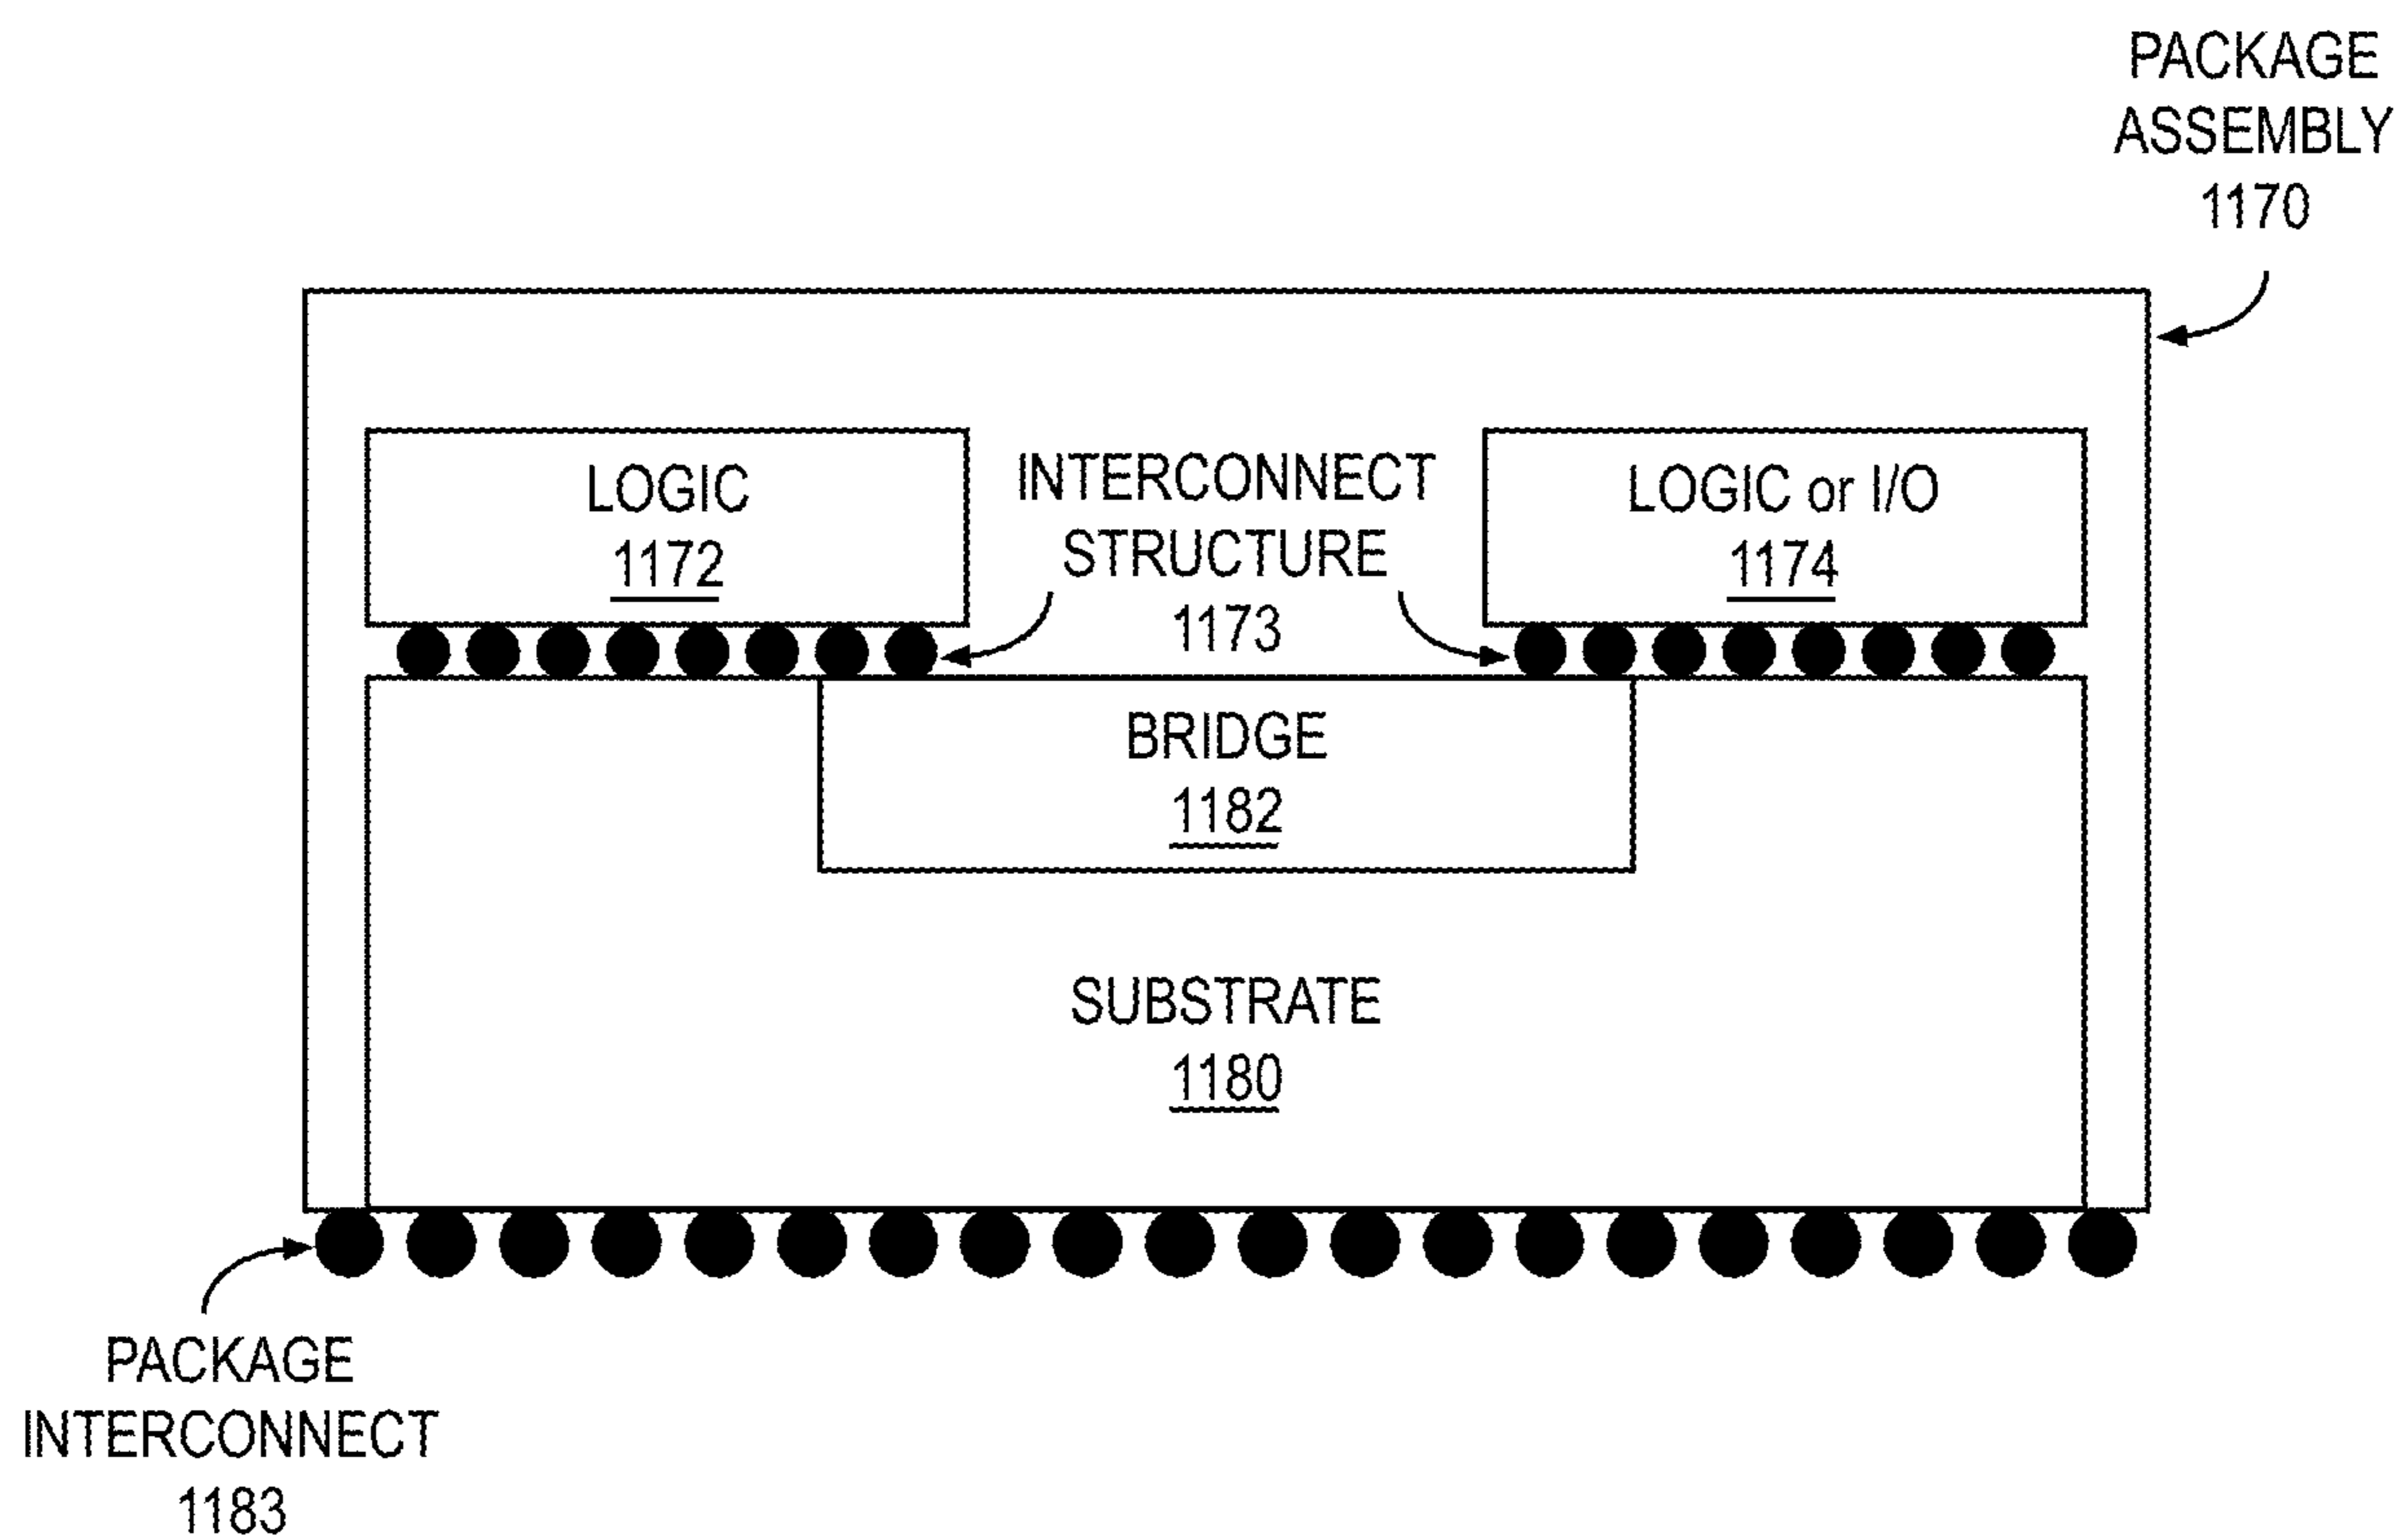 PACKAGE
ASSEMBLY
1170
LOGIC
1172
INTERCONNECT
STRUCTURE
1173
LOGIC or I/O
1174
BRIDGE
1182
SUBSTRATE
1180
PACKAGE
INTERCONNECT
1183